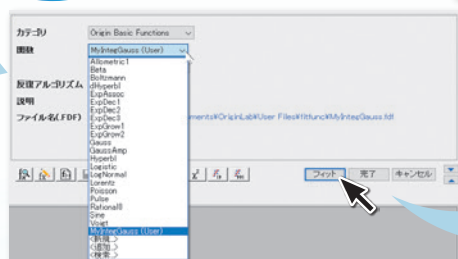 カテゴリ Origin Basic Functions
関数 MyIntegGauss (User)
Allometric1
Beta
Boltzmann
反復アルゴリズム dHyperbl
ExpAssoc
説明 ExpDec1
ExpDec2
ファイル名(.FDF) ExpDec3 ments¥OriginLab¥User Files¥fitfunc¥MyIntegGauss.fdf
ExpGrow1
ExpGrow2
Gauss
GaussAmp
Hyperbl
Logistic
LogNormal
Lorentz
Poisson
Pulse
Rational0
Sine
Voigt
MyIntegGauss (User)
<新規...>
<追加...>
<検索...>
χ² フィット 完了 キャンセル